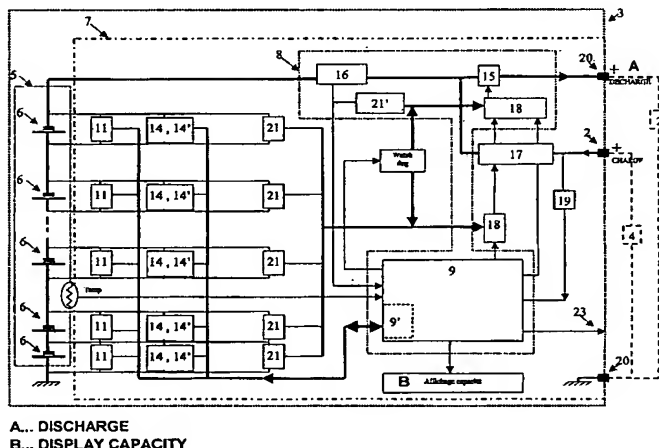 3
7
8
20
+ A
DISCHARGE
5
16
15
21'
18
6
11
14 , 14'
21
17
2
+
Watch dog
19
6
11
14 , 14'
21
4
18
6
11
14 , 14'
21
9
Temp
23
6
11
14 , 14'
21
9'
6
11
14 , 14'
21
20
B Affichage capacité
A... DISCHARGE
B... DISPLAY CAPACITY